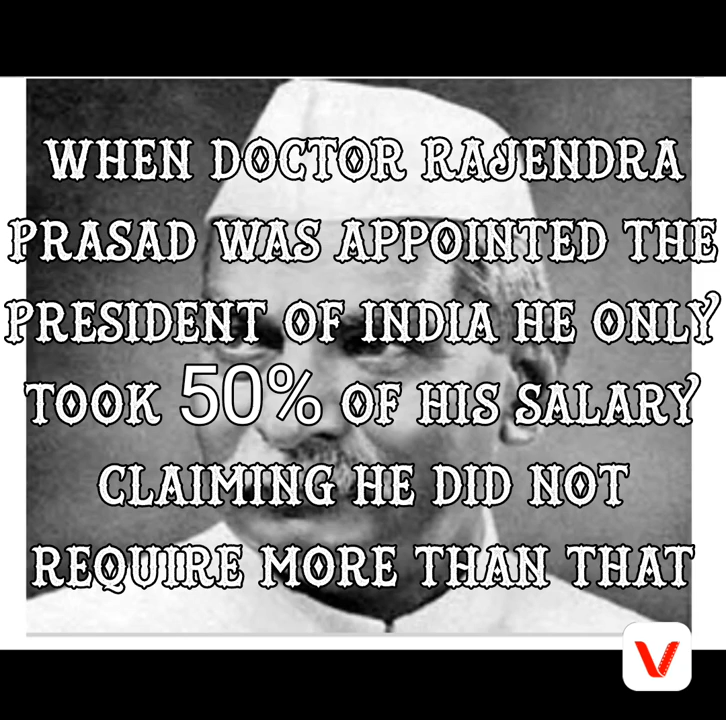 WHEN DOCTOR RAJENDRA
PRASAD WAS APPOINTED THE
PRESIDENT OF INDIA HE ONLY
TOOK 50% OF HIS SALARY
CLAIMING HE DID NOT
REQUIRE MORE THAN THAT
V